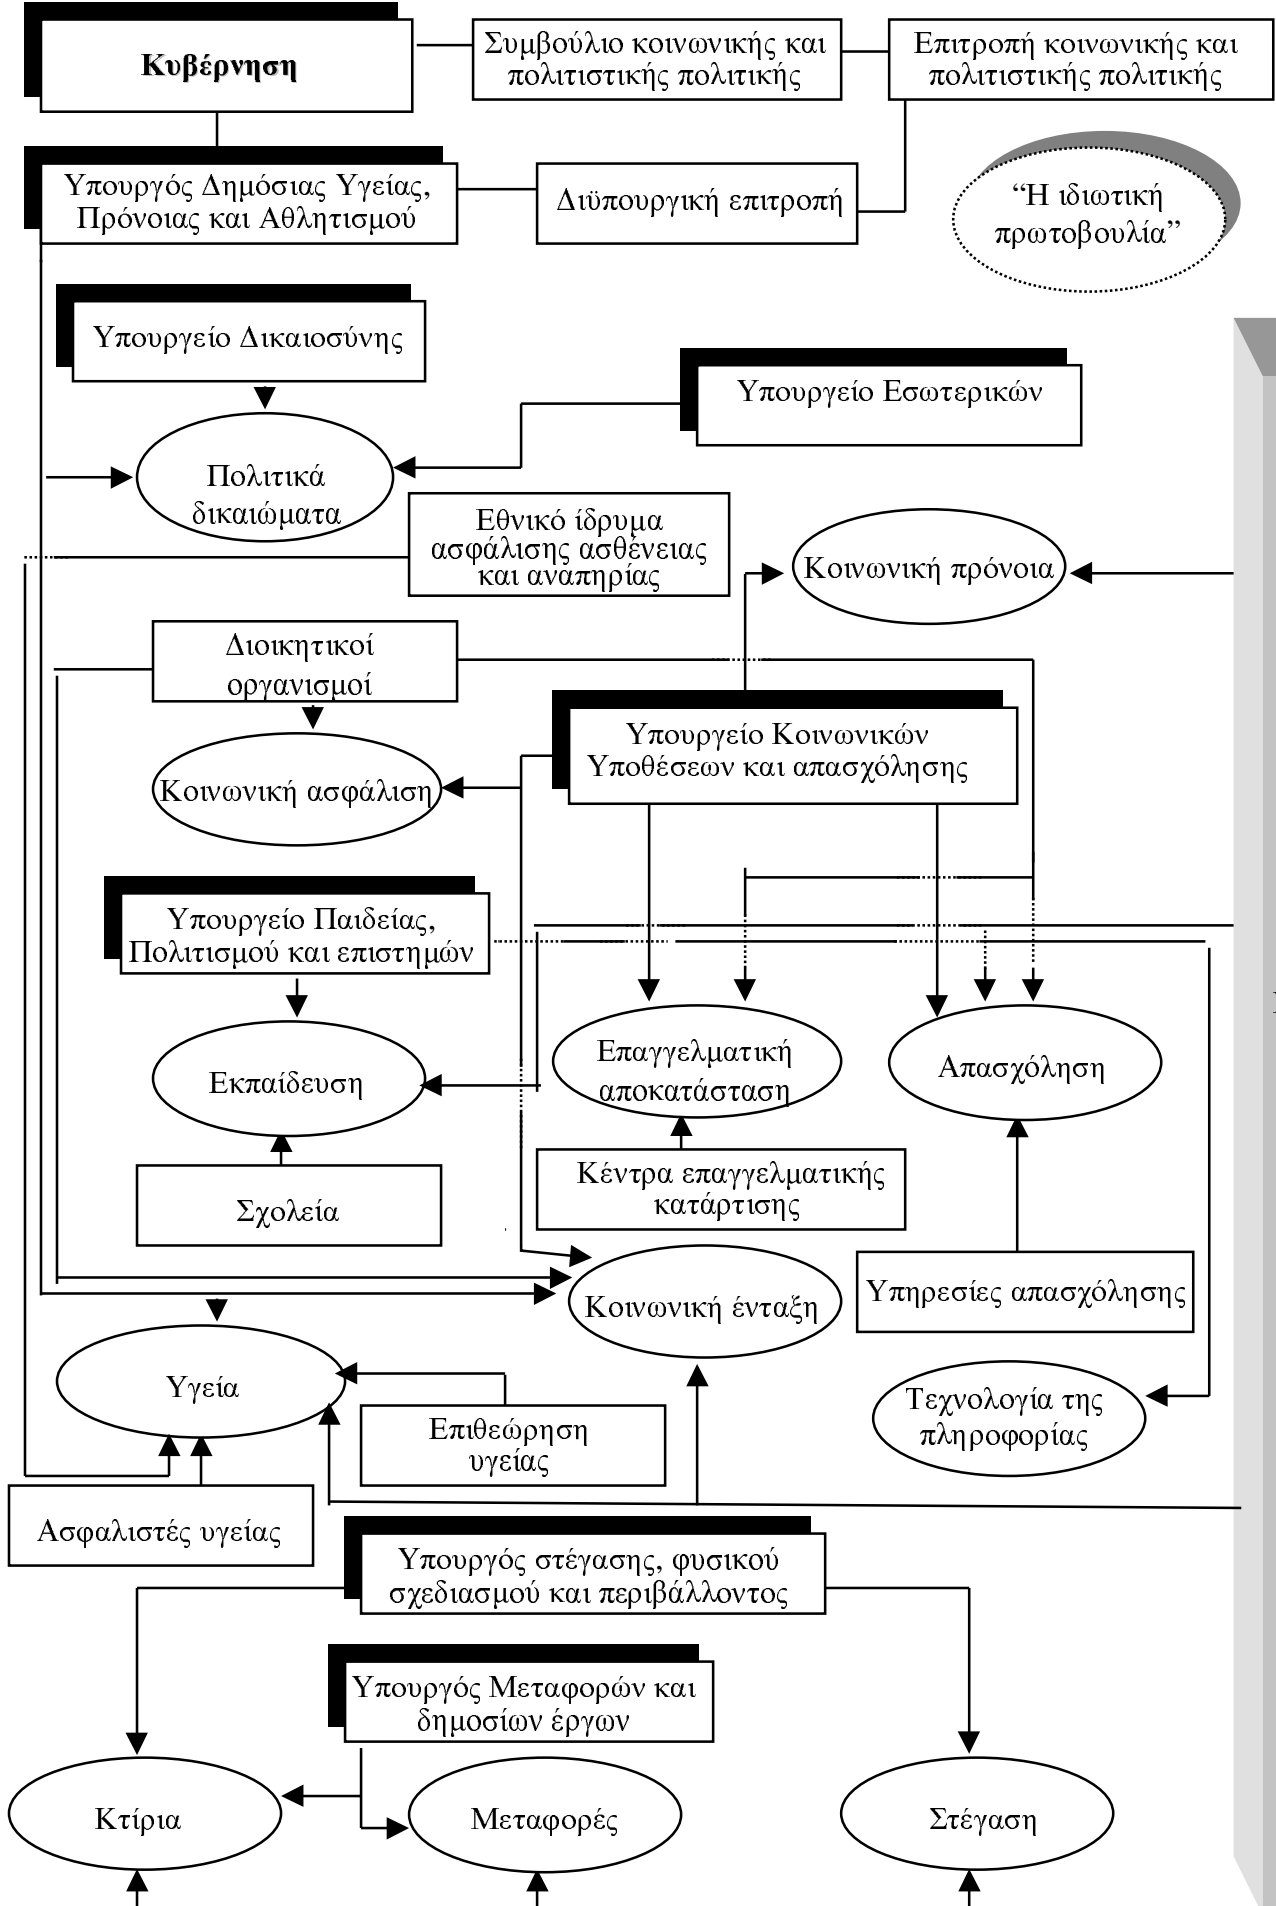 Κυβέρνηση
Συμβούλιο κοινωνικής και
πολιτιστικής πολιτικής
Επιτροπή κοινωνικής και
πολιτιστικής πολιτικής
Υπουργός Δημόσιας Υγείας,
Πρόνοιας και Αθλητισμού
Διϋπουργική επιτροπή
“Η ιδιωτική
πρωτοβουλία”
Υπουργείο Δικαιοσύνης
Υπουργείο Εσωτερικών
Πολιτικά
δικαιώματα
Εθνικό ίδρυμα
ασφάλισης ασθένειας
και αναπηρίας
Κοινωνική πρόνοια
Διοικητικοί
οργανισμοί
Υπουργείο Κοινωνικών
Υποθέσεων και απασχόλησης
Κοινωνική ασφάλιση
Υπουργείο Παιδείας,
Πολιτισμού και επιστημών
Εκπαίδευση
Επαγγελματική
αποκατάσταση
Απασχόληση
Σχολεία
Κέντρα επαγγελματικής
κατάρτισης
Υπηρεσίες απασχόλησης
Κοινωνική ένταξη
Υγεία
Επιθεώρηση
υγείας
Τεχνολογία της
πληροφορίας
Ασφαλιστές υγείας
Υπουργός στέγασης, φυσικού
σχεδιασμού και περιβάλλοντος
Υπουργός Μεταφορών και
δημοσίων έργων
Κτίρια
Μεταφορές
Στέγαση